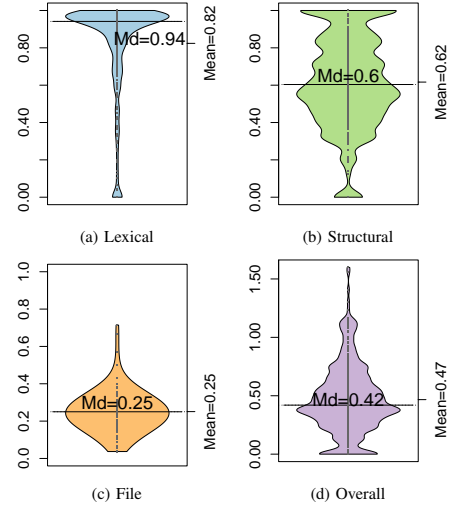 0.00 0.40 0.80
Md=0.94
Mean=0.82
(a) Lexical
0.00 0.40 0.80
Md=0.6
Mean=0.62
(b) Structural
0.0 0.2 0.4 0.6 0.8 1.0
Md=0.25
Mean=0.25
(c) File
0.00 0.50 1.00 1.50
Md=0.42
Mean=0.47
(d) Overall